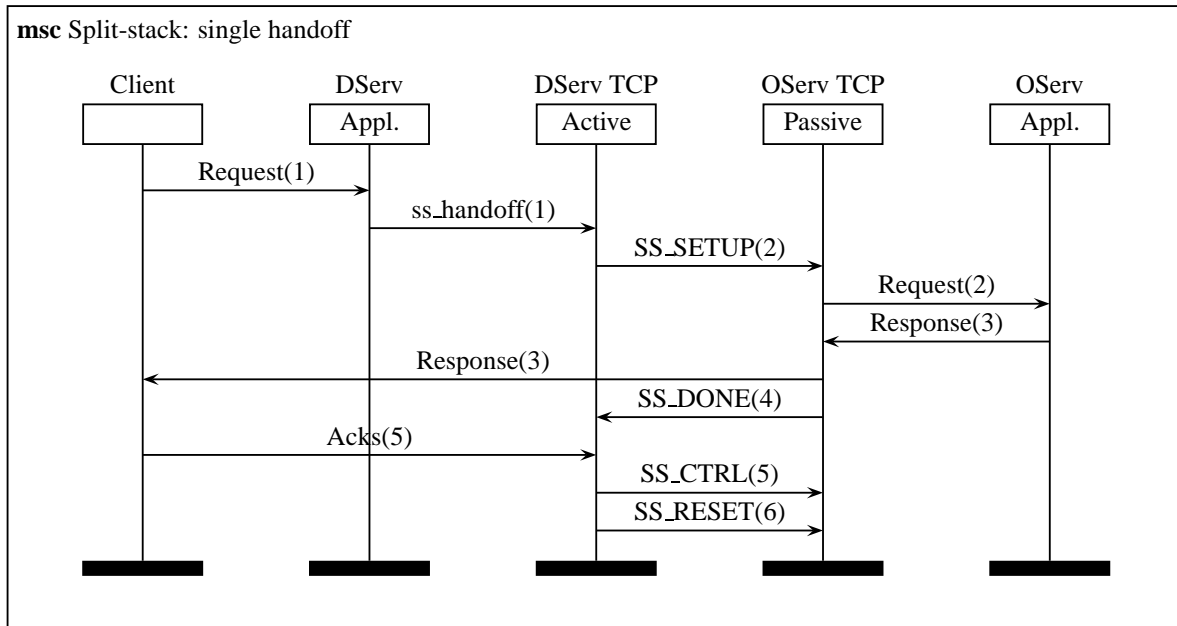 msc Split-stack: single handoff
Client DServ DServ TCP OServ TCP OServ
Appl. Active Passive Appl.
Request(1)
ss_handoff(1)
SS_SETUP(2)
Request(2)
Response(3)
Response(3)
SS_DONE(4)
Acks(5)
SS_CTRL(5)
SS_RESET(6)